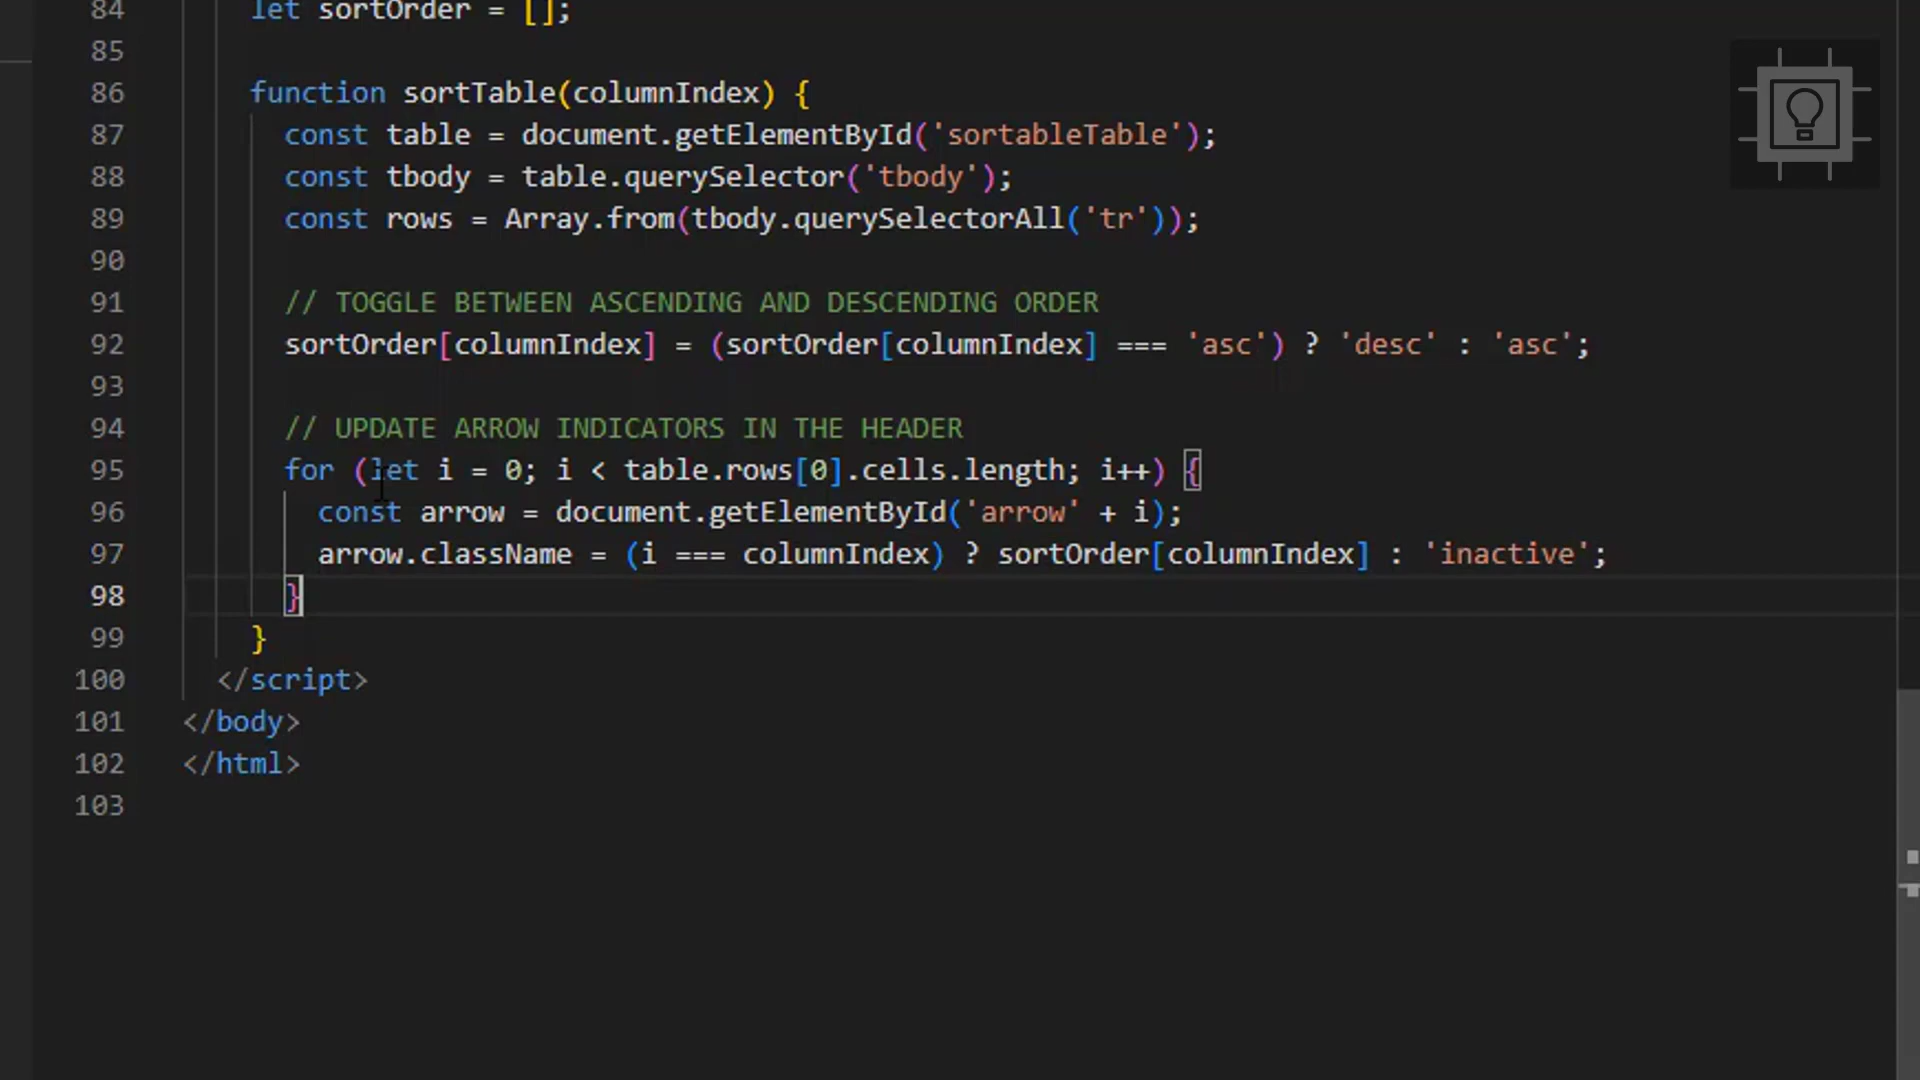 84 let sortOrder = [];
85
86 function sortTable(columnIndex) {
87 const table = document.getElementById('sortableTable');
88 const tbody = table.querySelector('tbody');
89 const rows = Array.from(tbody.querySelectorAll('tr'));
90
91 // TOGGLE BETWEEN ASCENDING AND DESCENDING ORDER
92 sortOrder[columnIndex] = (sortOrder[columnIndex] === 'asc') ? 'desc' : 'asc';
93
94 // UPDATE ARROW INDICATORS IN THE HEADER
95 for (let i = 0; i < table.rows[0].cells.length; i++) {
96 const arrow = document.getElementById('arrow' + i);
97 arrow.className = (i === columnIndex) ? sortOrder[columnIndex] : 'inactive';
98 }
99 }
100 </script>
101 </body>
102 </html>
103